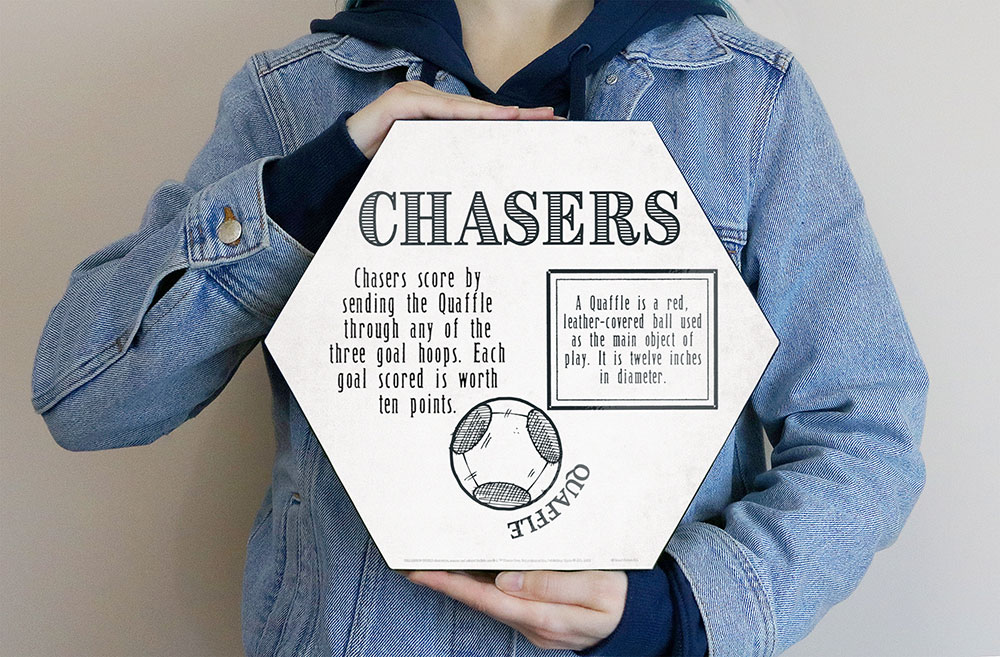 CHASERS
Chasers score by
sending the Quaffle
through any of the
three goal hoops. Each
goal scored is worth
ten points.
A Quaffle is a red,
leather-covered ball used
as the main object of
play. It is twelve inches
in diameter.
QUAFFLE